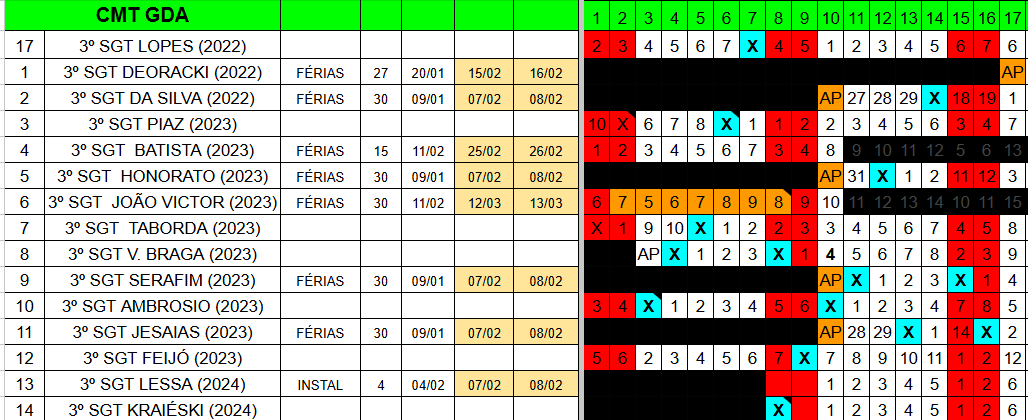 CMT GDA 1 2 3 4 5 6 7 8 9 10 11 12 13 14 15 16 17
17 3º SGT LOPES (2022) 2 3 4 5 6 7 X 4 5 1 2 3 4 5 6 7 6
1 3º SGT DEORACKI (2022) FÉRIAS 27 20/01 15/02 16/02 AP
2 3º SGT DA SILVA (2022) FÉRIAS 30 09/01 07/02 08/02 AP 27 28 29 X 18 19 1
3 3º SGT PIAZ (2023) 10 X 6 7 8 X 1 1 2 2 3 4 5 6 3 4 7
4 3º SGT BATISTA (2023) FÉRIAS 15 11/02 25/02 26/02 1 2 3 4 5 6 7 3 4 8 9 10 11 12 5 6 13
5 3º SGT HONORATO (2023) FÉRIAS 30 09/01 07/02 08/02 AP 31 X 1 2 11 12 3
6 3º SGT JOÃO VICTOR (2023) FÉRIAS 30 11/02 12/03 13/03 6 7 5 6 7 8 9 8 9 10 11 12 13 14 10 11 15
7 3º SGT TABORDA (2023) X 1 9 10 X 1 2 2 3 3 4 5 6 7 4 5 8
8 3º SGT V. BRAGA (2023) AP X 1 2 3 X 1 4 5 6 7 8 2 3 9
9 3º SGT SERAFIM (2023) FÉRIAS 30 09/01 07/02 08/02 AP X 1 2 3 X 1 4
10 3º SGT AMBROSIO (2023) 3 4 X 1 2 3 4 5 6 X 1 2 3 4 7 8 5
11 3º SGT JESAIAS (2023) FÉRIAS 30 09/01 07/02 08/02 AP 28 29 X 1 15 X 2
12 3º SGT FEIJÓ (2023) 5 6 2 3 4 5 6 7 X 7 8 9 10 11 1 2 12
13 3º SGT LESSA (2024) INSTAL 4 04/02 07/02 08/02 1 2 3 4 5 1 2 6
14 3º SGT KRAIÉSKI (2024) X 1 2 3 4 5 1 2 6